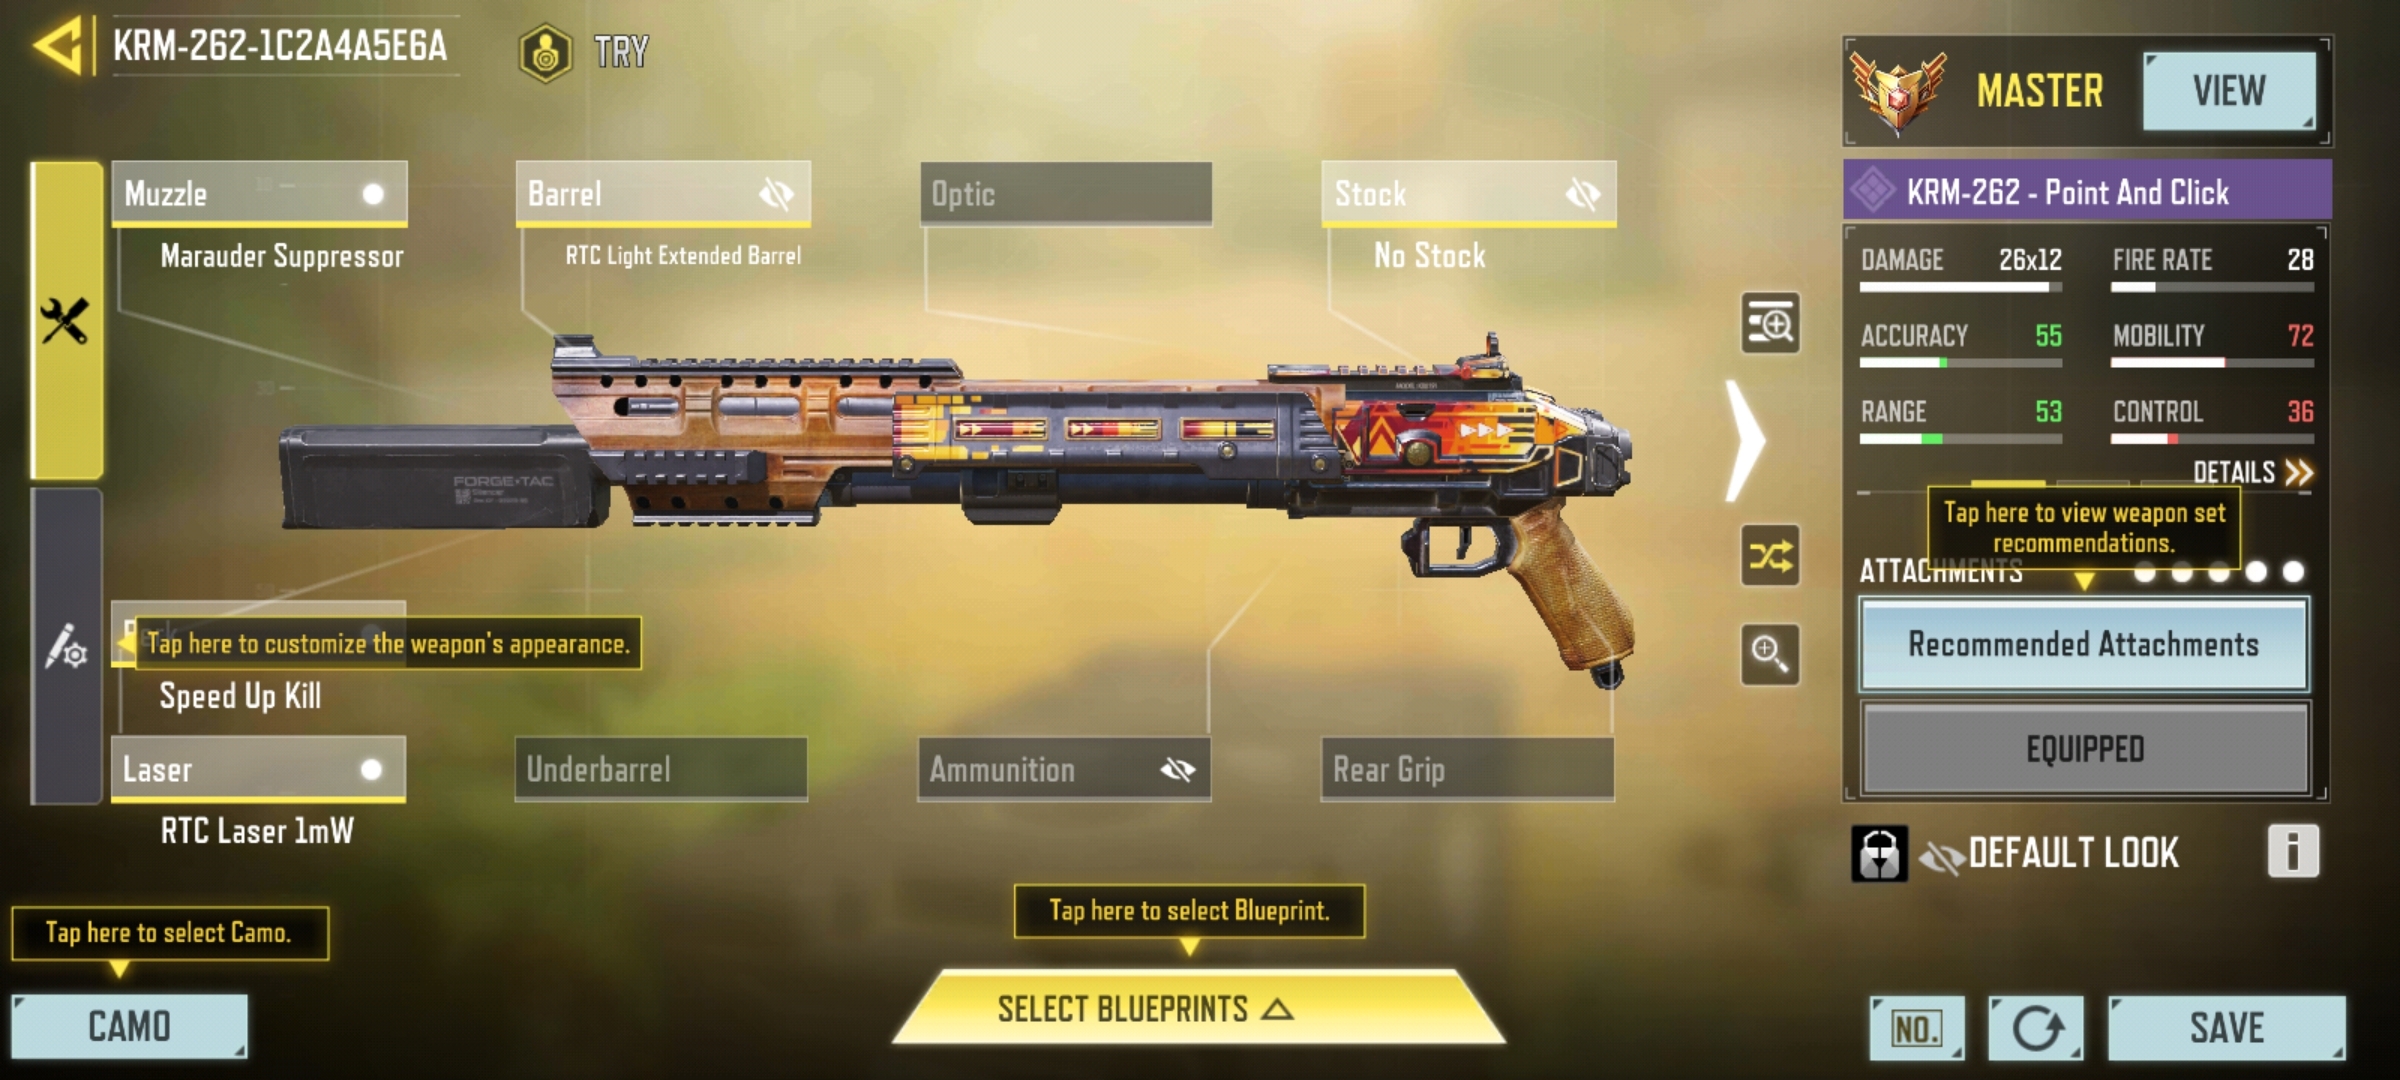 KRM-262-1C2A4A5E6A
TRY
MASTER
VIEW
Muzzle
Marauder Suppressor
Barrel
RTC Light Extended Barrel
Optic
Stock
No Stock
KRM-262 - Point And Click
DAMAGE 26x12
FIRE RATE 28
ACCURACY 55
MOBILITY 72
RANGE 53
CONTROL 36
DETAILS
Tap here to view weapon set
recommendations.
ATTACHMENTS
Recommended Attachments
EQUIPPED
FORGE-TAC
Tap here to customize the weapon's appearance.
Speed Up Kill
Laser
RTC Laser 1mW
Underbarrel
Ammunition
Rear Grip
DEFAULT LOOK
i
Tap here to select Camo.
CAMO
Tap here to select Blueprint.
SELECT BLUEPRINTS
NO.
SAVE